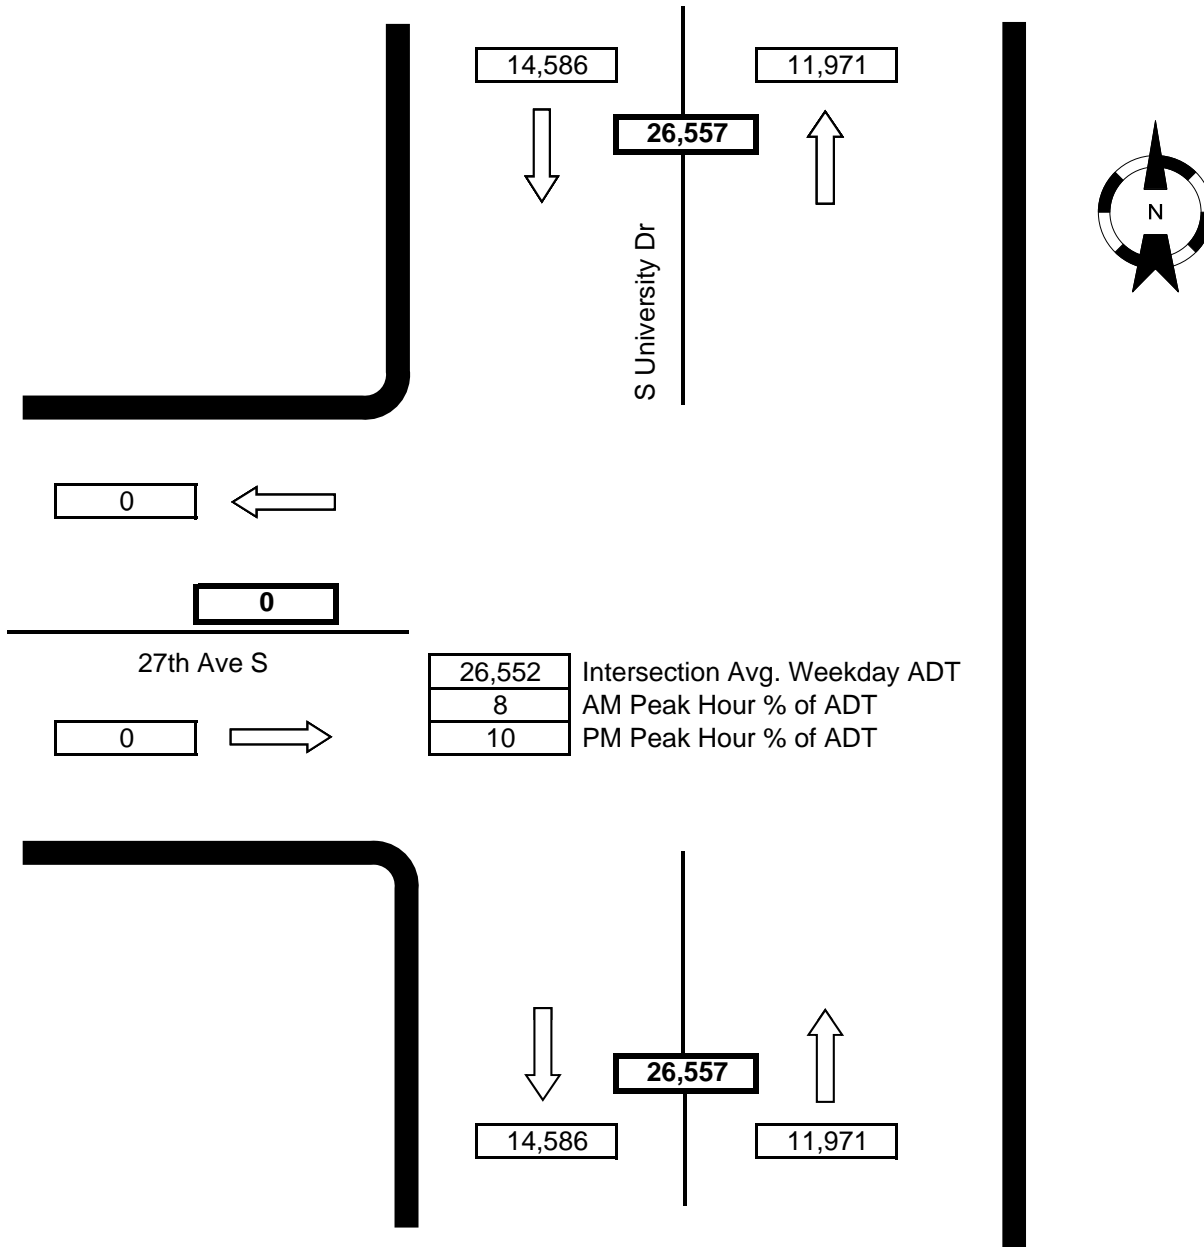 14,586
11,971
26,557
N
S University Dr
0
0
27th Ave S
26,552 Intersection Avg. Weekday ADT
8 AM Peak Hour % of ADT
0
10 PM Peak Hour % of ADT
26,557
14,586
11,971